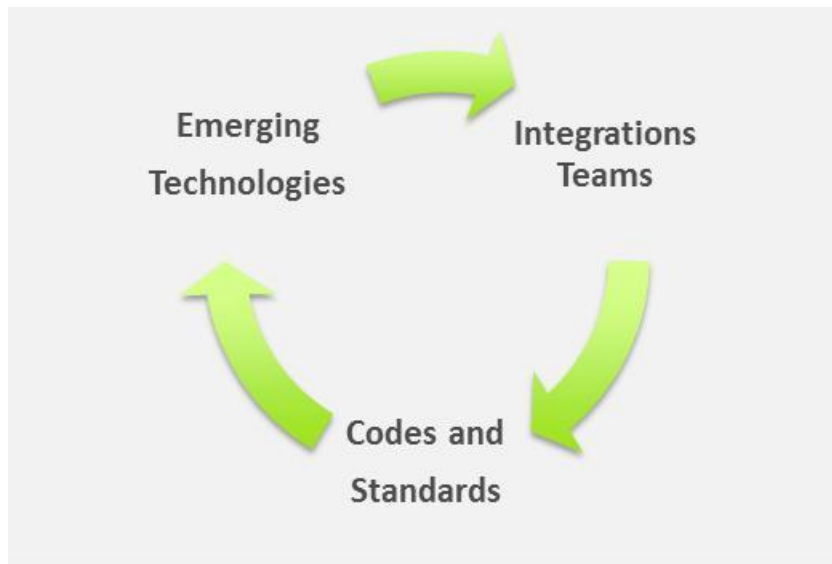 Emerging
Technologies
Integrations
Teams
Codes and
Standards